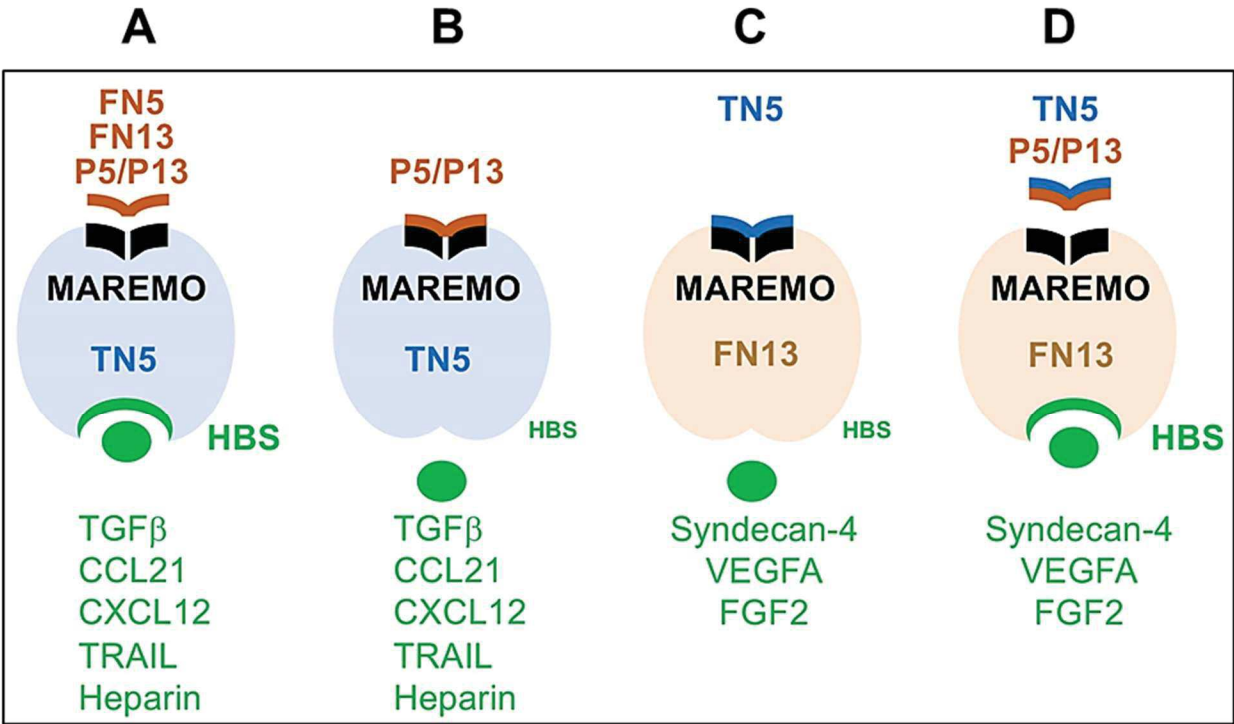 A
B
C
D
FN5
FN13
P5/P13
MAREMO
TN5
HBS
TGFβ
CCL21
CXCL12
TRAIL
Heparin
P5/P13
MAREMO
TN5
HBS
TGFβ
CCL21
CXCL12
TRAIL
Heparin
TN5
MAREMO
FN13
HBS
Syndecan-4
VEGFA
FGF2
TN5
P5/P13
MAREMO
FN13
HBS
Syndecan-4
VEGFA
FGF2